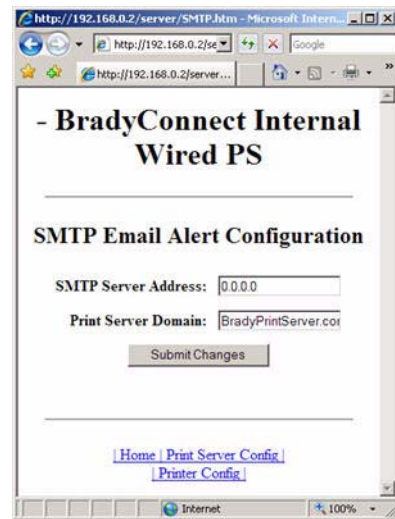 http://192.168.0.2/server/SMTP.htm - Microsoft Intern...
http://192.168.0.2/se
Google
http://192.168.0.2/server...
- BradyConnect Internal
Wired PS
SMTP Email Alert Configuration
SMTP Server Address: 0.0.0.0
Print Server Domain: BradyPrintServer.cor
Submit Changes
| Home | Print Server Config |
| Printer Config |
Internet
100%